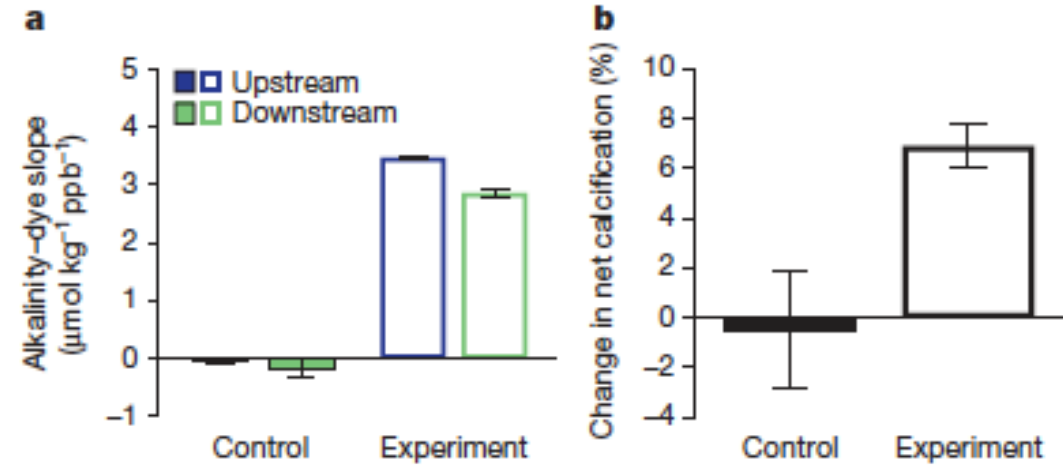 a
Alkalinity–dye slope
(μmol kg⁻¹ ppb⁻¹)
5
4
3
2
1
0
–1
Upstream
Downstream
Control
Experiment
b
Change in net calcification (%)
10
8
6
4
2
0
–2
–4
Control
Experiment